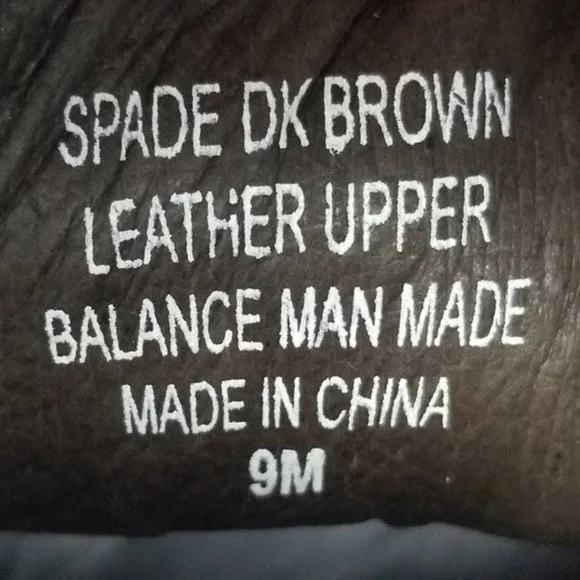 SPADE DK BROWN
LEATHER UPPER
BALANCE MAN MADE
MADE IN CHINA
9M